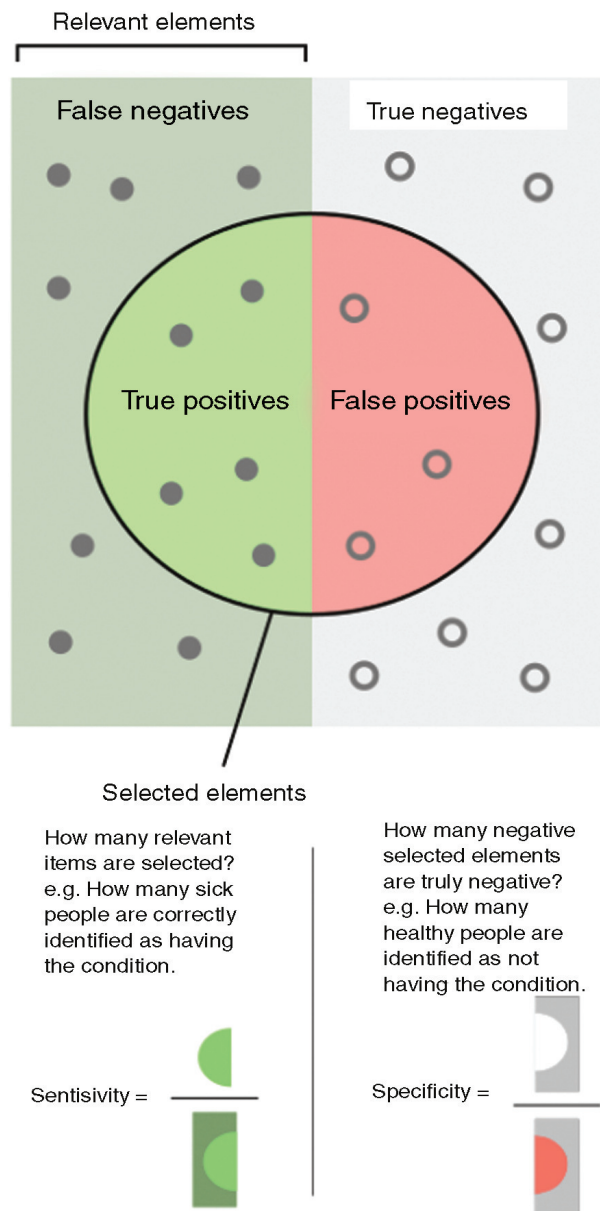 Relevant elements
False negatives
True negatives
True positives
False positives
Selected elements
How many relevant
items are selected?
e.g. How many sick
people are correctly
identified as having
the condition.
How many negative
selected elements
are truly negative?
e.g. How many
healthy people are
identified as not
having the condition.
Sentisivity =
Specificity =